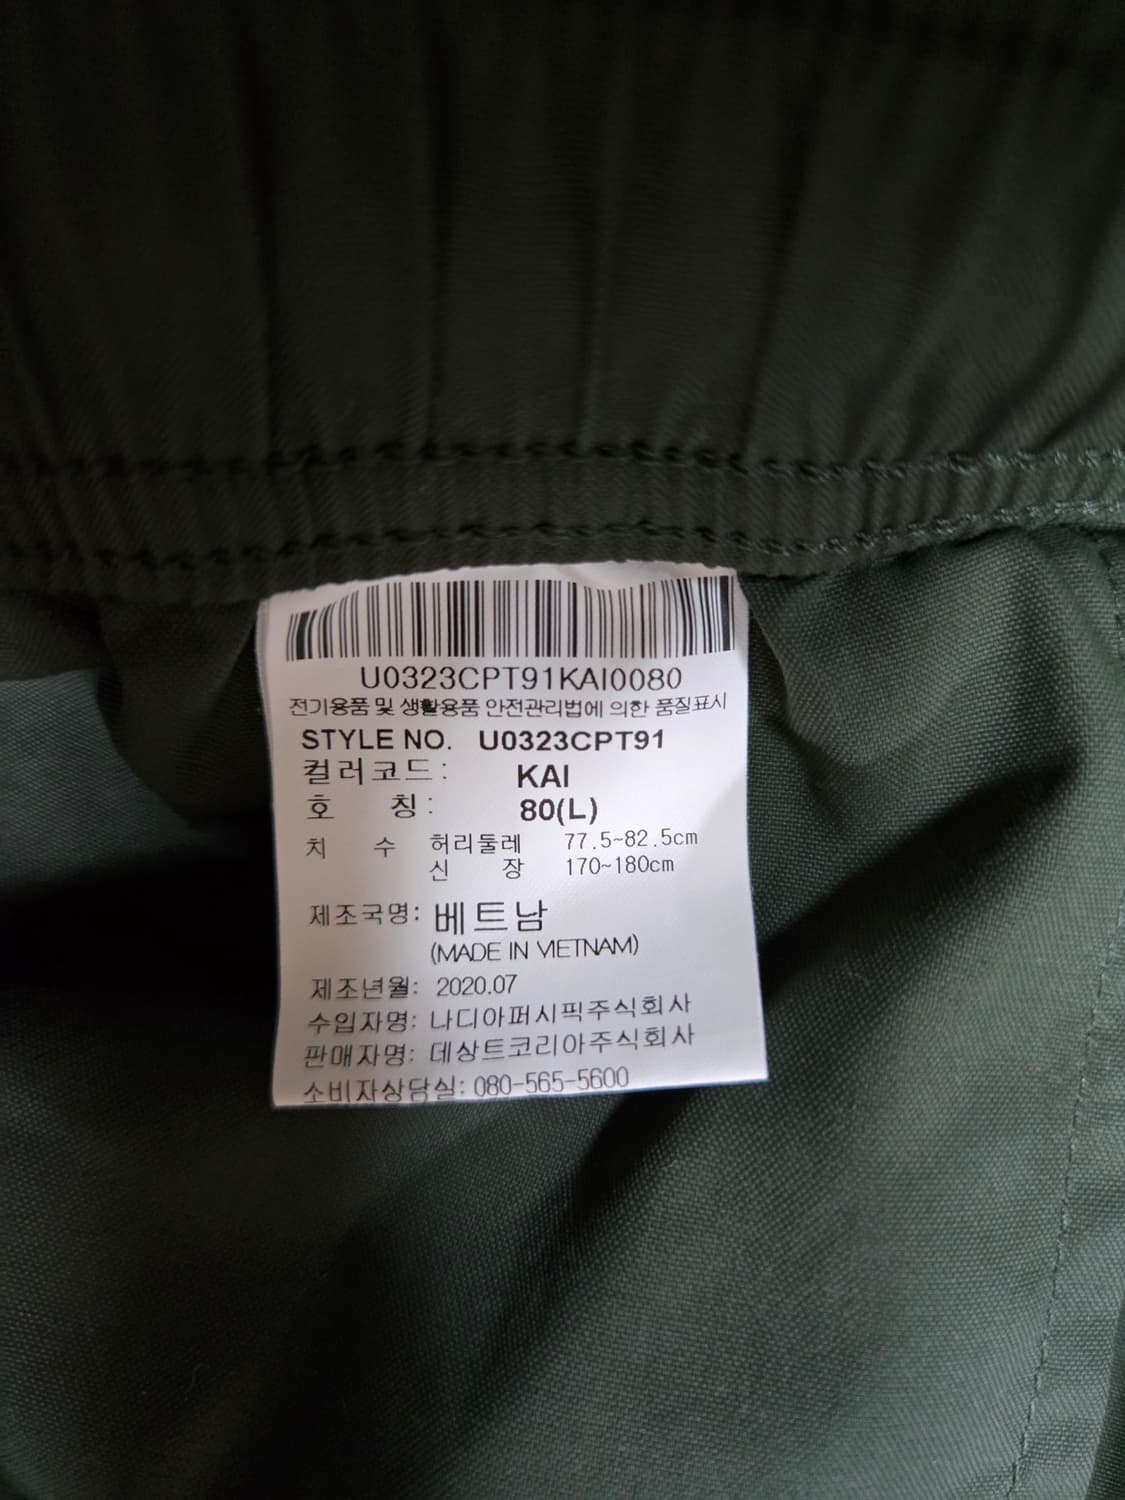 U0323CPT91KAI0080
전기용품 및 생활용품 안전관리법에 의한 품질표시
STYLE NO. U0323CPT91
컬러코드: KAI
호 칭: 80(L)
치 수 허리둘레 77.5~82.5cm
신 장 170~180cm
제조국명: 베트남
(MADE IN VIETNAM)
제조년월: 2020.07
수입자명: 나디아퍼시픽주식회사
판매자명: 데상트코리아주식회사
소비자상담실: 080-565-5600